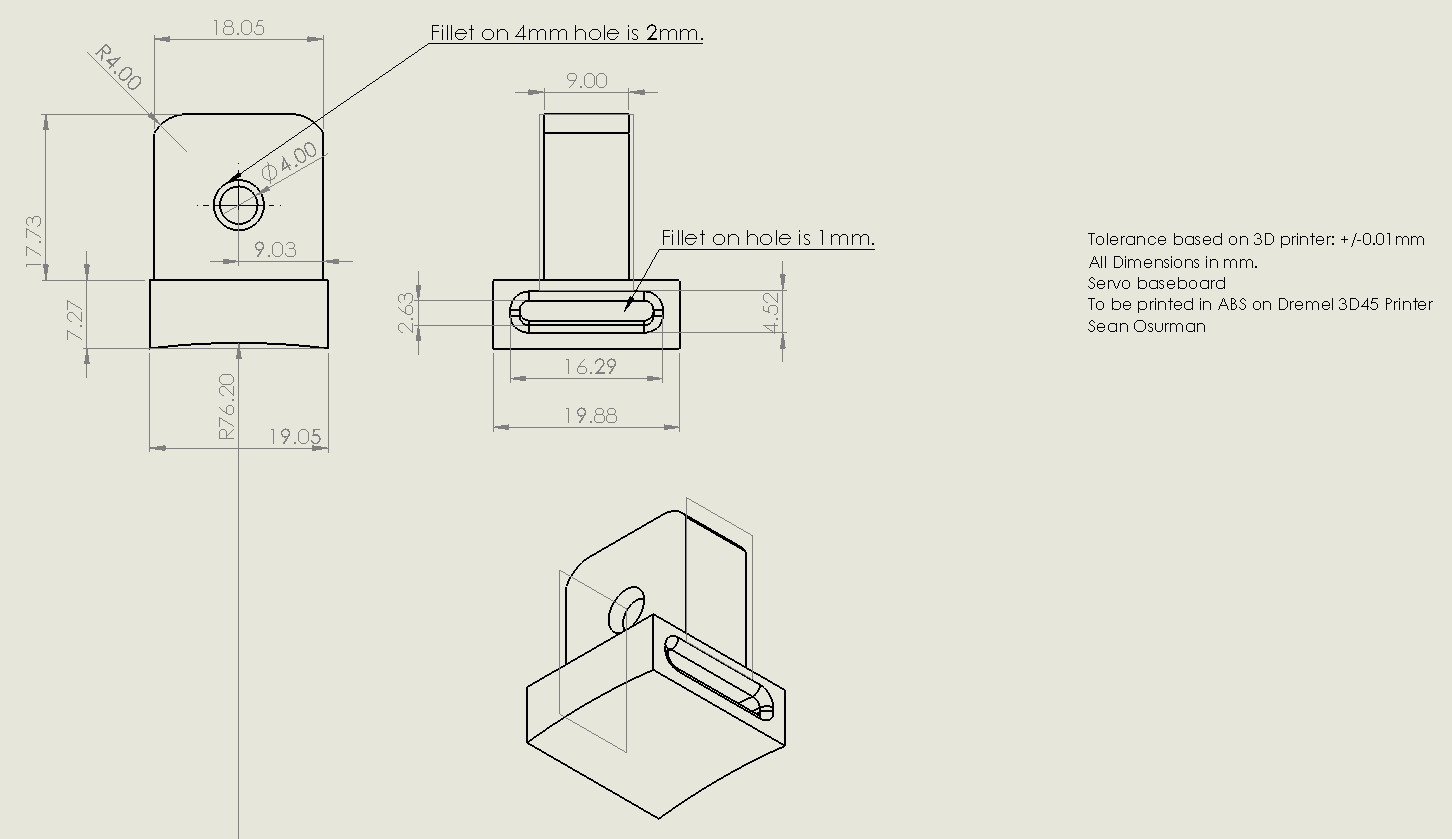 18.05
Fillet on 4mm hole is 2mm.
R4.00
9.00
Ø4.00
17.73
9.03
Fillet on hole is 1mm.
7.27
2.63
4.52
16.29
R76.20
19.88
19.05
Tolerance based on 3D printer: +/-0.01mm
All Dimensions in mm.
Servo baseboard
To be printed in ABS on Dremel 3D45 Printer
Sean Osurman